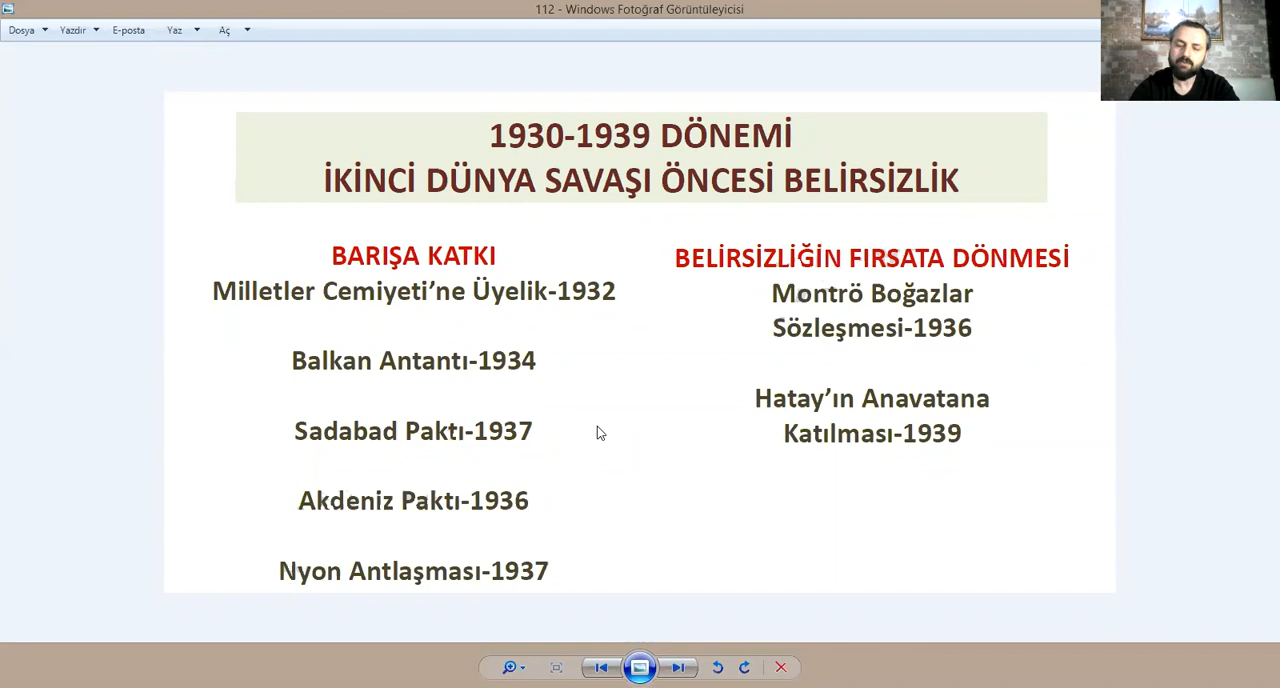 112 - Windows Fotoğraf Görüntüleyicisi
Dosya Yazdır E-posta Yaz Aç
1930-1939 DÖNEMİ
İKİNCİ DÜNYA SAVAŞI ÖNCESİ BELİRSİZLİK
BARIŞA KATKI
Milletler Cemiyeti’ne Üyelik-1932
Balkan Antantı-1934
Sadabad Paktı-1937
Akdeniz Paktı-1936
Nyon Antlaşması-1937
BELİRSİZLİĞİN FIRSATA DÖNMESİ
Montrö Boğazlar
Sözleşmesi-1936
Hatay’ın Anavatana
Katılması-1939